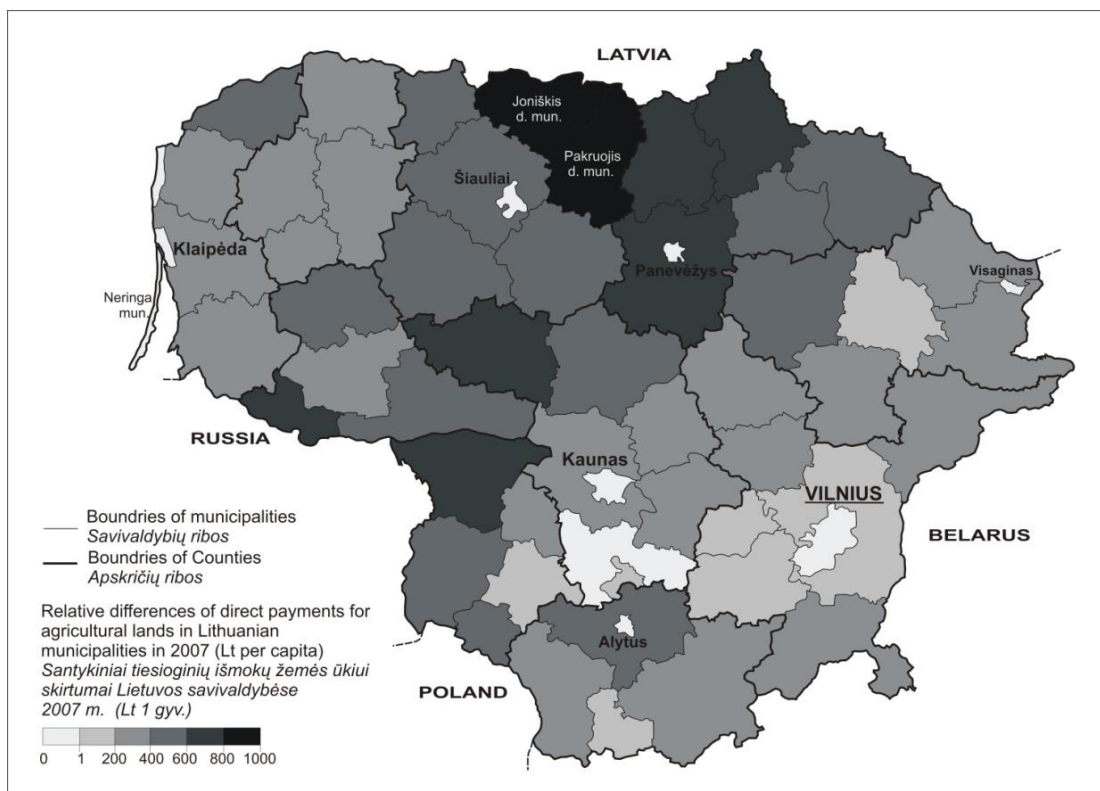 LATVIA
Joniškis
d. mun.
Pakruojis
d. mun.
Šiauliai
Klaipėda
Panevėžys
Visaginas
Neringa
mun.
RUSSIA
Kaunas
VILNIUS
BELARUS
Alytus
POLAND
Boundries of municipalities
Savivaldybių ribos
Boundries of Counties
Apskričių ribos
Relative differences of direct payments for
agricultural lands in Lithuanian
municipalities in 2007 (Lt per capita)
Santykiniai tiesioginių išmokų žemės ūkiui
skirtumai Lietuvos savivaldybėse
2007 m. (Lt 1 gyv.)
0 1 200 400 600 800 1000